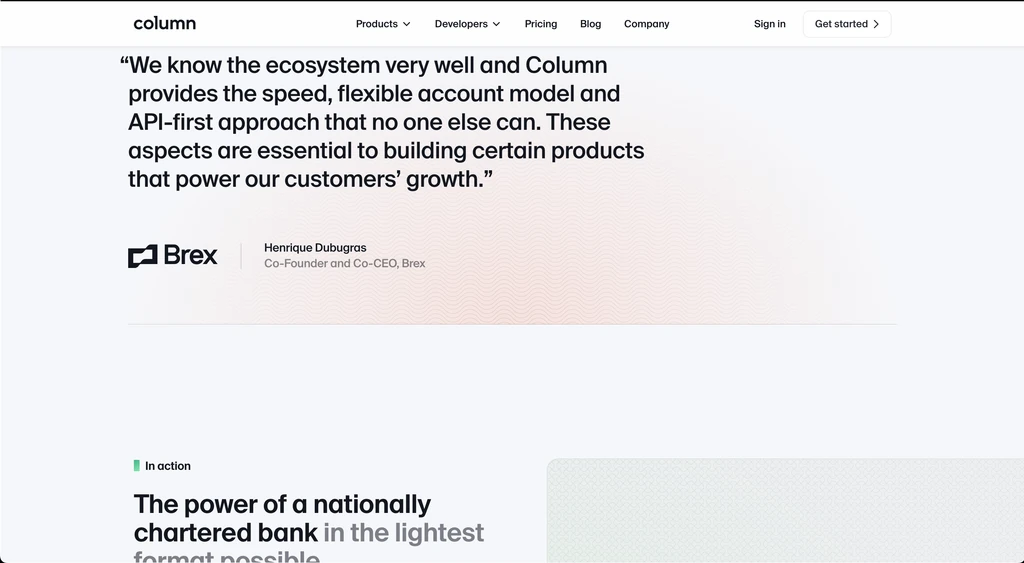 column
Products
Developers
Pricing
Blog
Company
Sign in
Get started
“We know the ecosystem very well and Column
provides the speed, flexible account model and
API-first approach that no one else can. These
aspects are essential to building certain products
that power our customers’ growth.”
Brex
Henrique Dubugras
Co-Founder and Co-CEO, Brex
In action
The power of a nationally
chartered bank in the lightest
format possible